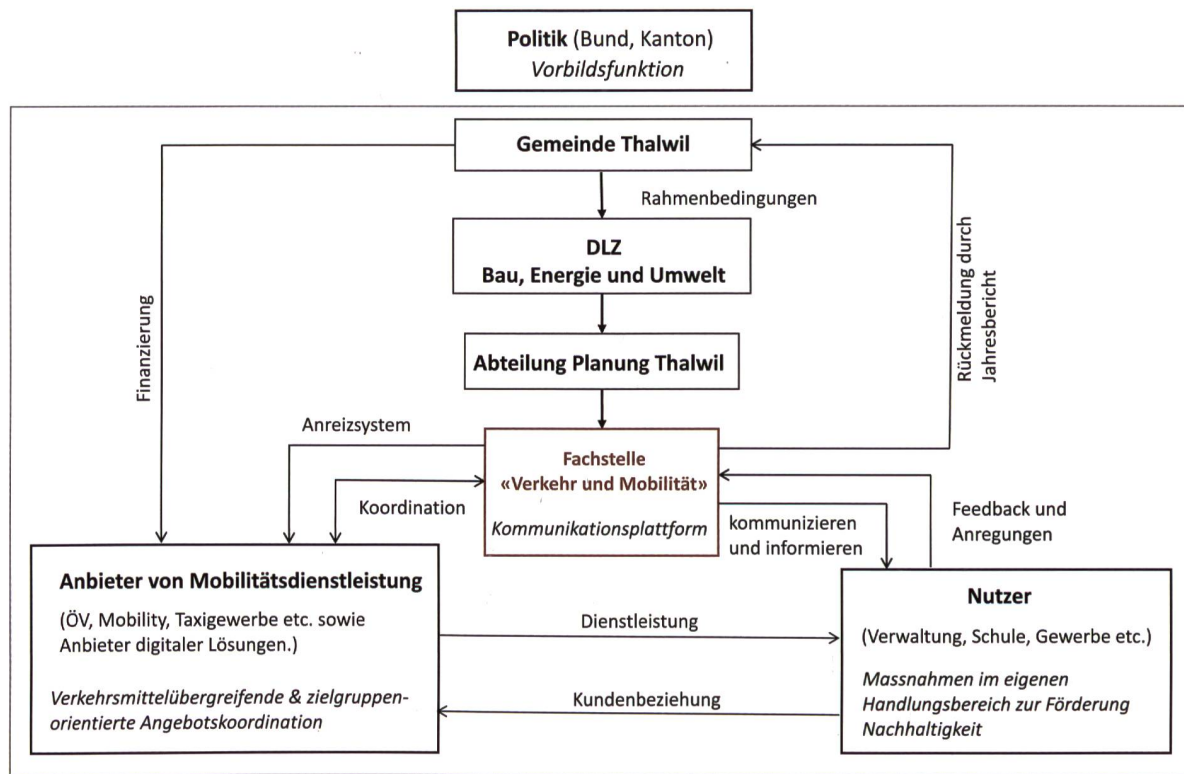 Politik (Bund, Kanton)
Vorbildsfunktion
Gemeinde Thalwil
Rahmenbedingungen
DLZ
Bau, Energie und Umwelt
Abteilung Planung Thalwil
Finanzierung
Rückmeldung durch
Jahresbericht
Anreizsystem
Koordination
Fachstelle
«Verkehr und Mobilität»
Kommunikationsplattform
kommunizieren
und informieren
Feedback und
Anregungen
Anbieter von Mobilitätsdienstleistung
(ÖV, Mobility, Taxigewerbe etc. sowie
Anbieter digitaler Lösungen.)
Verkehrsmittelübergreifende & zielgruppen-
orientierte Angebotskoordination
Dienstleistung
Kundenbeziehung
Nutzer
(Verwaltung, Schule, Gewerbe etc.)
Massnahmen im eigenen
Handlungsbereich zur Förderung
Nachhaltigkeit